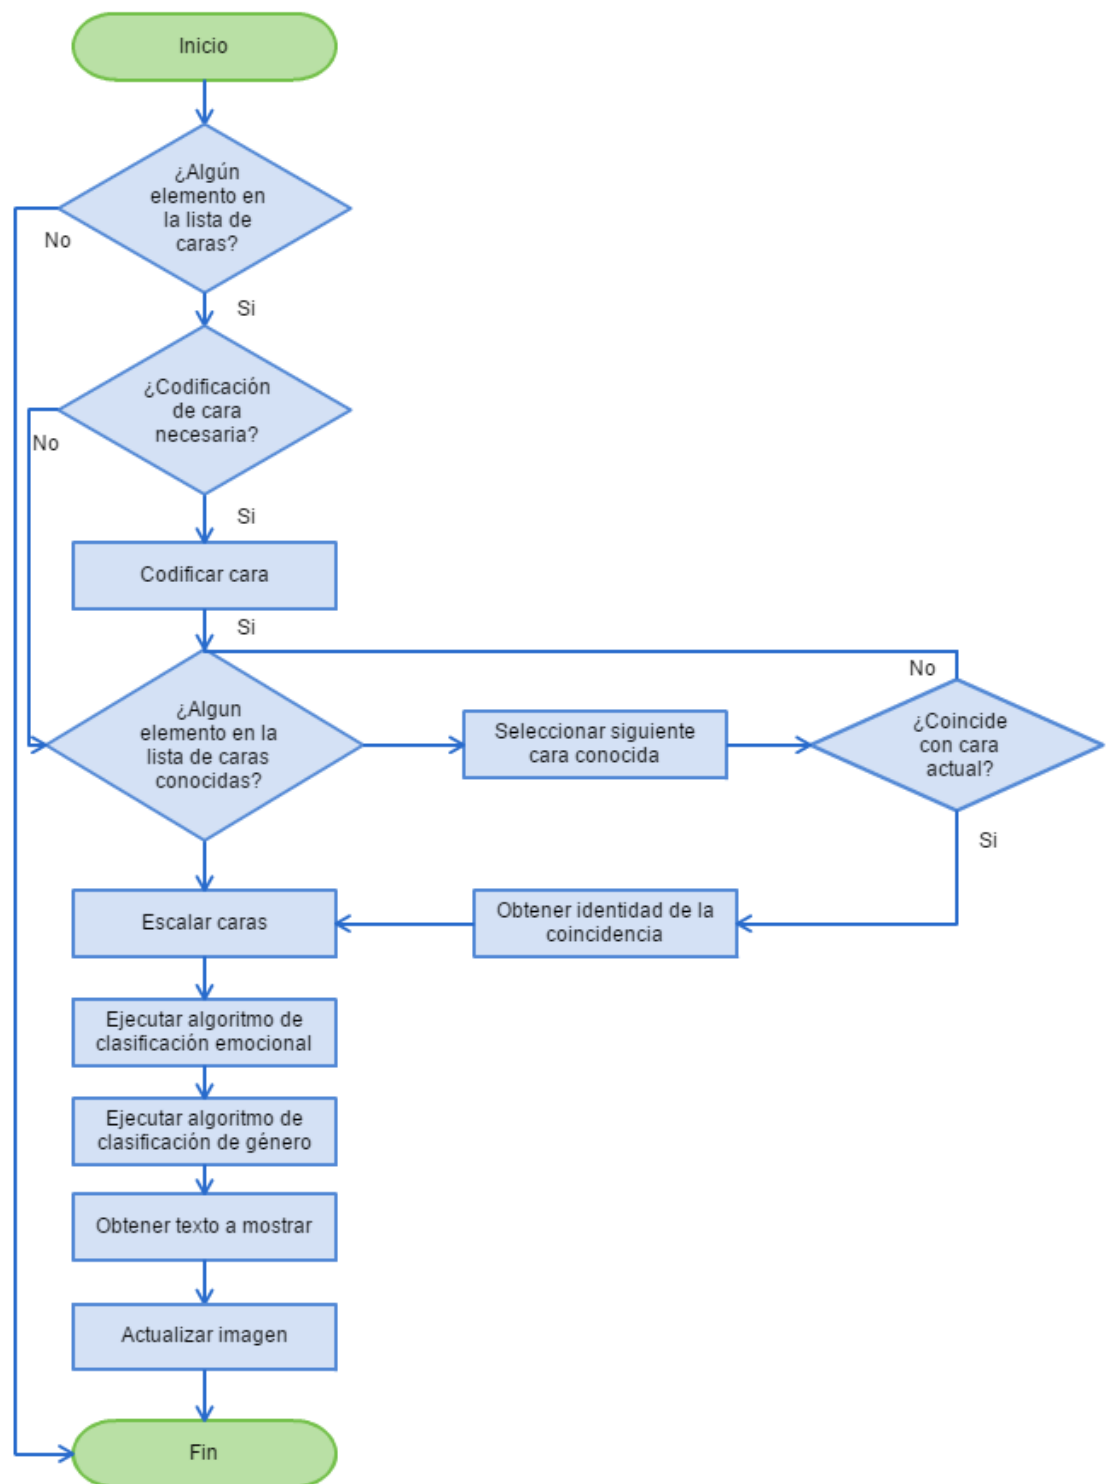 Inicio
¿Algún
elemento en
la lista de
caras?
No
Si
¿Codificación
de cara
necesaria?
No
Si
Codificar cara
Si
¿Algun
elemento en la
lista de caras
conocidas?
Seleccionar siguiente
cara conocida
No
¿Coincide
con cara
actual?
Si
Obtener identidad de la
coincidencia
Escalar caras
Ejecutar algoritmo de
clasificación emocional
Ejecutar algoritmo de
clasificación de género
Obtener texto a mostrar
Actualizar imagen
Fin